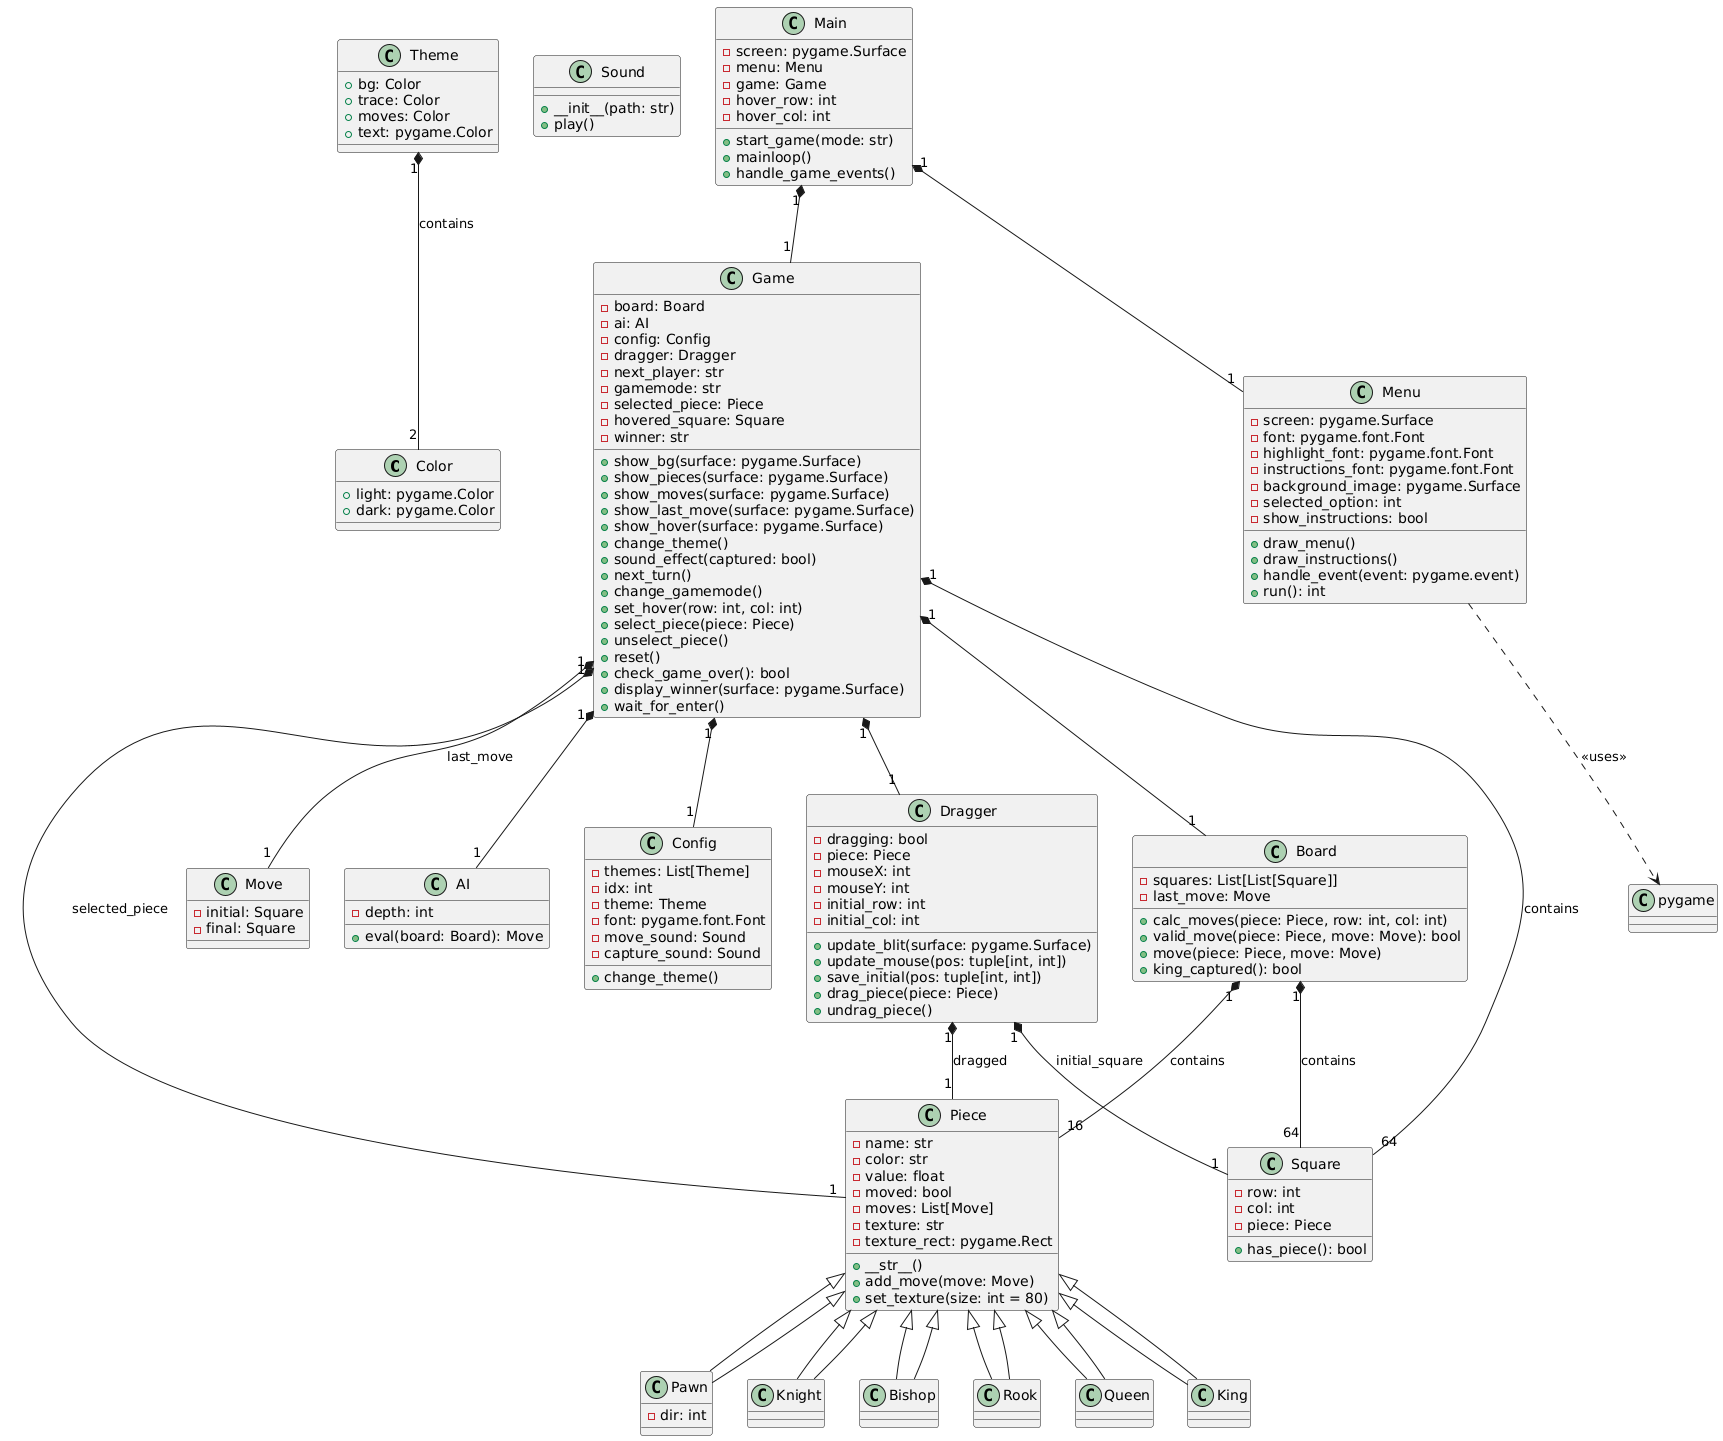 C Main
screen: pygame.Surface
menu: Menu
game: Game
hover_row: int
hover_col: int
start_game(mode: str)
mainloop()
handle_game_events()
C Theme
bg: Color
trace: Color
moves: Color
text: pygame.Color
C Sound
__init__(path: str)
play()
1
contains
2
1
1
1
1
C Game
board: Board
ai: AI
config: Config
dragger: Dragger
next_player: str
gamemode: str
selected_piece: Piece
hovered_square: Square
winner: str
show_bg(surface: pygame.Surface)
show_pieces(surface: pygame.Surface)
show_moves(surface: pygame.Surface)
show_last_move(surface: pygame.Surface)
show_hover(surface: pygame.Surface)
change_theme()
sound_effect(captured: bool)
next_turn()
change_gamemode()
set_hover(row: int, col: int)
select_piece(piece: Piece)
unselect_piece()
reset()
check_game_over(): bool
display_winner(surface: pygame.Surface)
wait_for_enter()
C Menu
screen: pygame.Surface
font: pygame.font.Font
highlight_font: pygame.font.Font
instructions_font: pygame.font.Font
background_image: pygame.Surface
selected_option: int
show_instructions: bool
draw_menu()
draw_instructions()
handle_event(event: pygame.event)
run(): int
C Color
light: pygame.Color
dark: pygame.Color
1
1
1
1
1
1
1
last_move
«uses»
1
1
1
1
1
C Move
initial: Square
final: Square
C AI
depth: int
eval(board: Board): Move
C Config
themes: List[Theme]
idx: int
theme: Theme
font: pygame.font.Font
move_sound: Sound
capture_sound: Sound
change_theme()
C Dragger
dragging: bool
piece: Piece
mouseX: int
mouseY: int
initial_row: int
initial_col: int
update_blit(surface: pygame.Surface)
update_mouse(pos: tuple[int, int])
save_initial(pos: tuple[int, int])
drag_piece(piece: Piece)
undrag_piece()
C Board
squares: List[List[Square]]
last_move: Move
calc_moves(piece: Piece, row: int, col: int)
valid_move(piece: Piece, move: Move): bool
move(piece: Piece, move: Move)
king_captured(): bool
C pygame
selected_piece
contains
1
1
1
1
dragged
initial_square
contains
contains
1
16
64
64
1
1
C Piece
name: str
color: str
value: float
moved: bool
moves: List[Move]
texture: str
texture_rect: pygame.Rect
__str__()
add_move(move: Move)
set_texture(size: int = 80)
C Square
row: int
col: int
piece: Piece
has_piece(): bool
C Pawn
dir: int
C Knight
C Bishop
C Rook
C Queen
C King